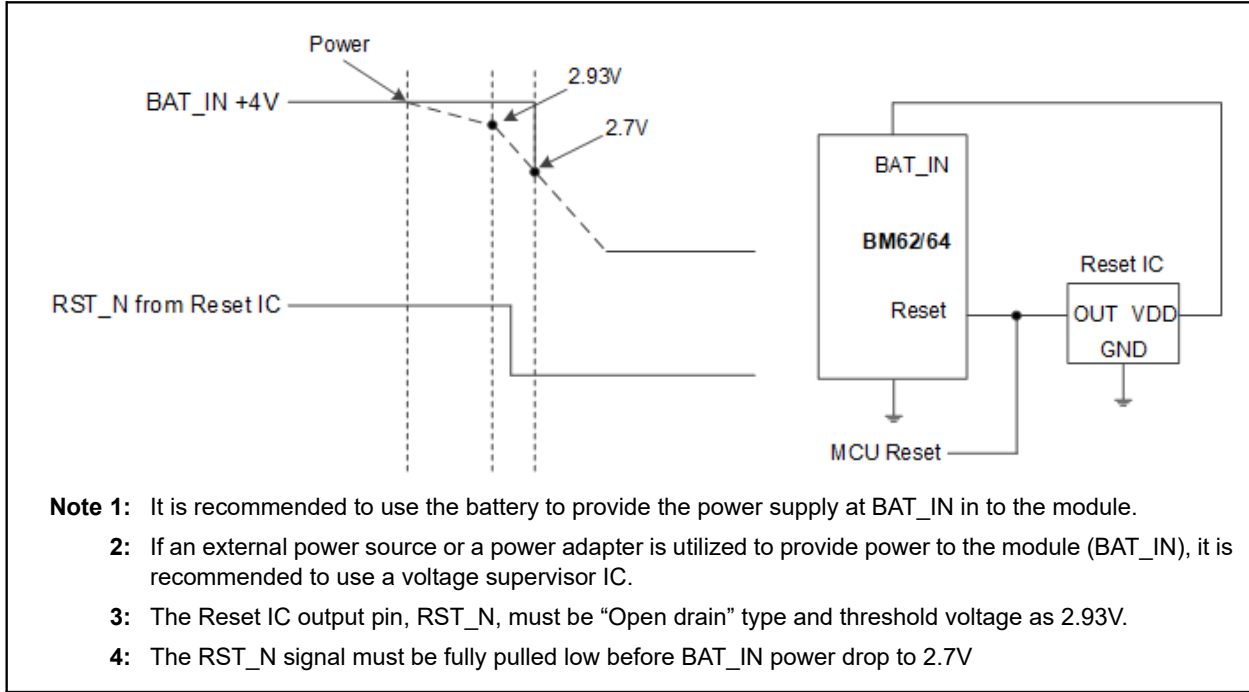 Power
2.93V
BAT_IN +4V
2.7V
BAT_IN
BM62/64
Reset IC
RST_N from Reset IC
Reset
OUT VDD
GND
MCU Reset
Note 1: It is recommended to use the battery to provide the power supply at BAT_IN in to the module.
2: If an external power source or a power adapter is utilized to provide power to the module (BAT_IN), it is
recommended to use a voltage supervisor IC.
3: The Reset IC output pin, RST_N, must be “Open drain” type and threshold voltage as 2.93V.
4: The RST_N signal must be fully pulled low before BAT_IN power drop to 2.7V